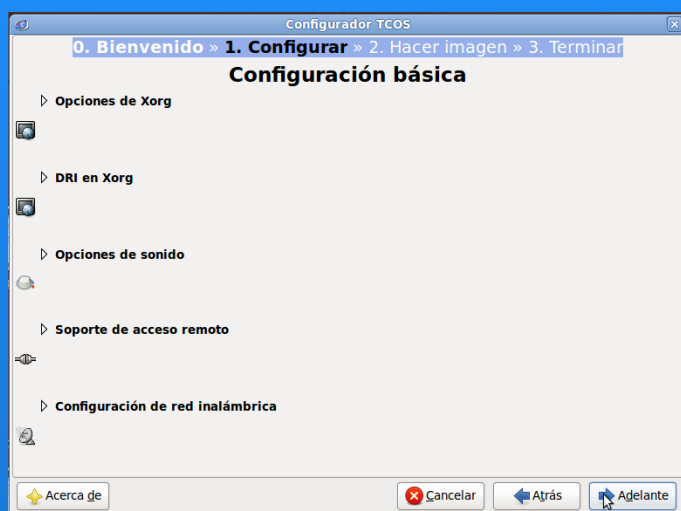 Configurador TCOS
0. Bienvenido » 1. Configurar » 2. Hacer imagen » 3. Terminar
Configuración básica
Opciones de Xorg
DRI en Xorg
Opciones de sonido
Soporte de acceso remoto
Configuración de red inalámbrica
Acerca de Cancelar Atrás Adelante